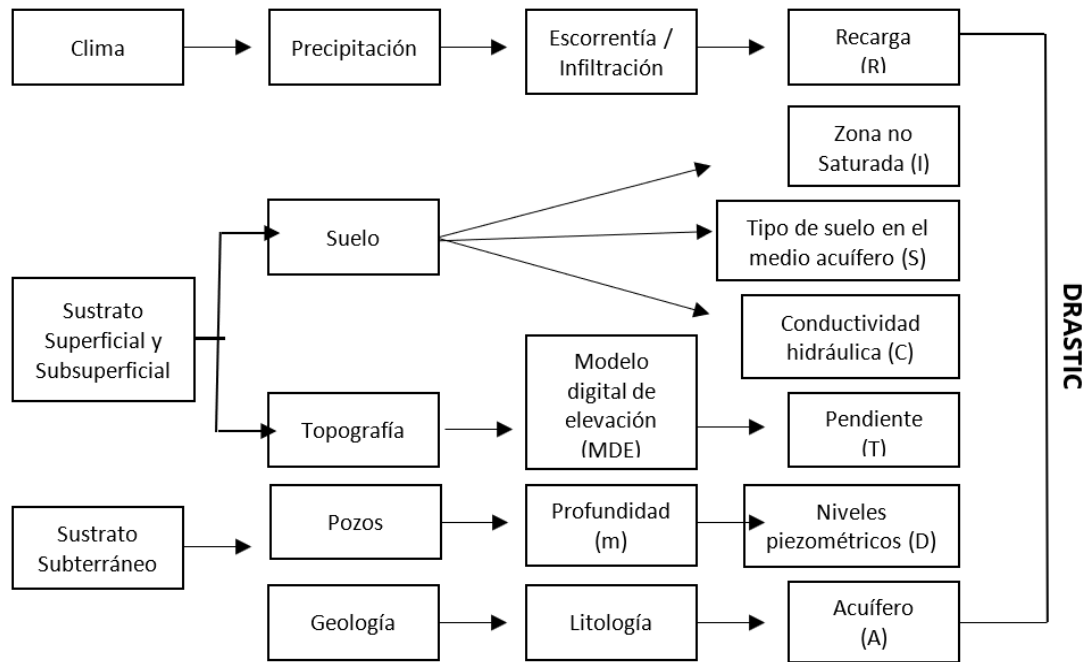 Clima
Precipitación
Escorrentía /
Infiltración
Recarga
(R)
Zona no
Saturada (I)
Suelo
Tipo de suelo en el
medio acuífero (S)
Sustrato
Superficial y
Subsuperficial
Conductividad
hidráulica (C)
Topografía
Modelo
digital de
elevación
(MDE)
Pendiente
(T)
Sustrato
Subterráneo
Pozos
Profundidad
(m)
Niveles
piezométricos (D)
Geología
Litología
Acuífero
(A)
DRASTIC